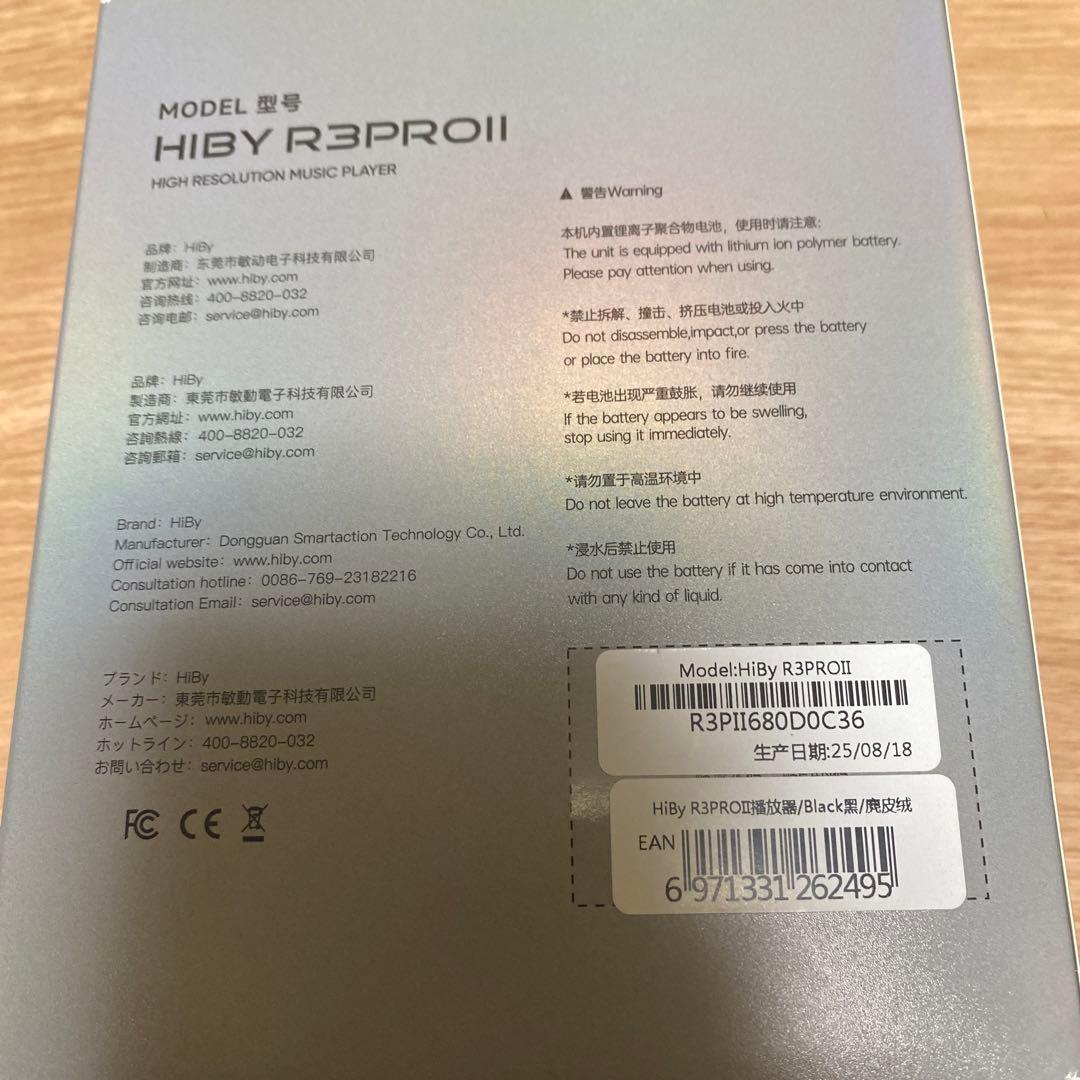 MODEL 型号
HIBY R3PROII
HIGH RESOLUTION MUSIC PLAYER
品牌：HiBy
制造商：东莞市敏动电子科技有限公司
官方网址：www.hiby.com
咨询热线：400-8820-032
咨询电邮：service@hiby.com
品牌：HiBy
製造商：東莞市敏動電子科技有限公司
官方網址：www.hiby.com
咨詢熱線：400-8820-032
咨詢郵箱：service@hiby.com
Brand：HiBy
Manufacturer：Dongguan Smartaction Technology Co., Ltd.
Official website：www.hiby.com
Consultation hotline：0086-769-23182216
Consultation Email：service@hiby.com
ブランド：HiBy
メーカー：東莞市敏動電子科技有限公司
ホームページ：www.hiby.com
ホットライン：400-8820-032
お問い合わせ：service@hiby.com
FC CE
警告Warning
本机内置锂离子聚合物电池，使用时请注意：
The unit is equipped with lithium ion polymer battery.
Please pay attention when using.
*禁止拆解、撞击、挤压电池或投入火中
Do not disassemble,impact,or press the battery
or place the battery into fire.
*若电池出现严重鼓胀，请勿继续使用
If the battery appears to be swelling,
stop using it immediately.
*请勿置于高温环境中
Do not leave the battery at high temperature environment.
*浸水后禁止使用
Do not use the battery if it has come into contact
with any kind of liquid.
Model:HiBy R3PROII
R3PII680D0C36
生产日期:25/08/18
HiBy R3PROII播放器/Black黑/麂皮绒
EAN
6 971331 262495